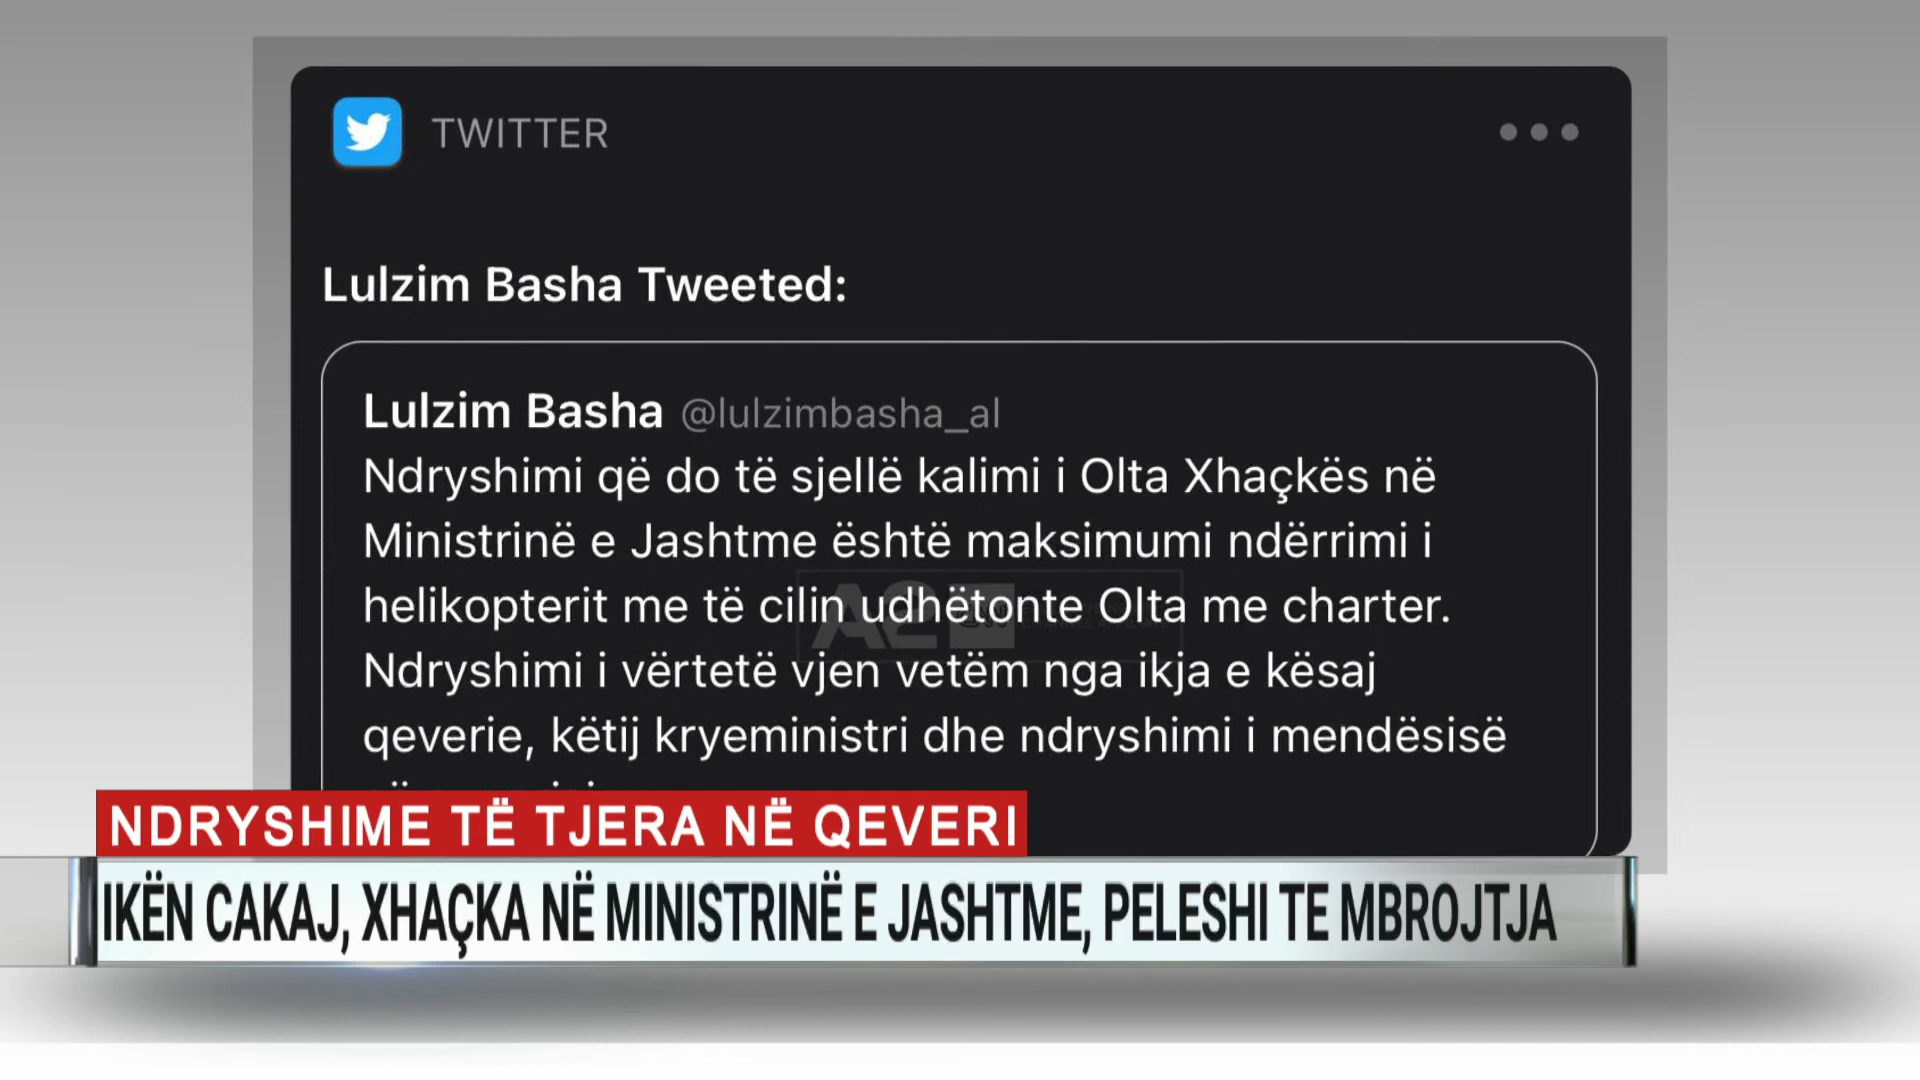 TWITTER
Lulzim Basha Tweeted:
Lulzim Basha @lulzimbasha_al
Ndryshimi që do të sjellë kalimi i Olta Xhaçkës në
Ministrinë e Jashtme është maksimumi ndërrimi i
helikopterit me të cilin udhëtonte Olta me charter.
Ndryshimi i vërtetë vjen vetëm nga ikja e kësaj
qeverie, këtij kryeministri dhe ndryshimi i mendësisë
A2
NDRYSHIME TË TJERA NË QEVERI
IKËN CAKAJ, XHAÇKA NË MINISTRINË E JASHTME, PELESHI TE MBROJTJA